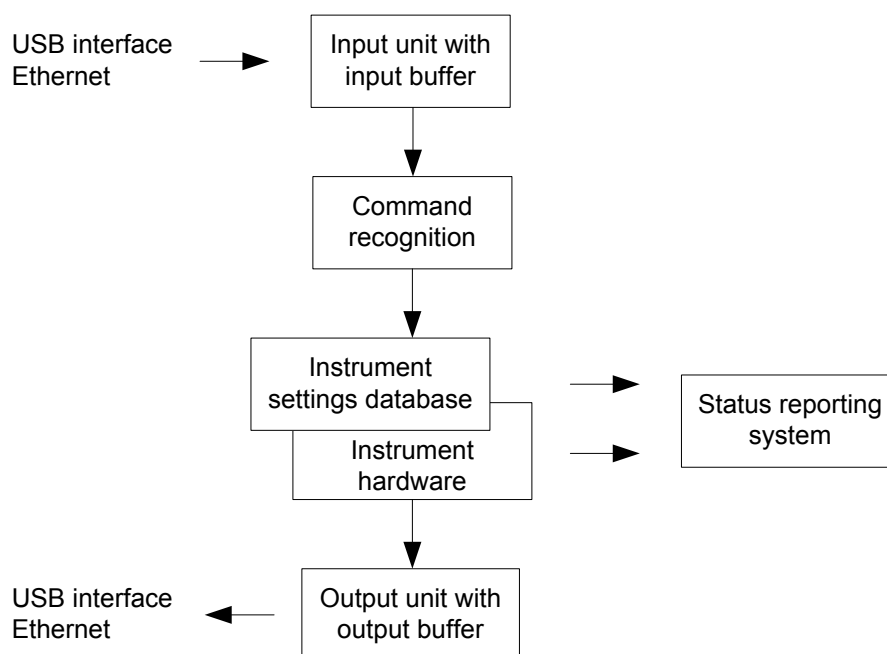 USB interface
Ethernet
Input unit with
input buffer
Command
recognition
Instrument
settings database
Instrument
hardware
Status reporting
system
USB interface
Ethernet
Output unit with
output buffer